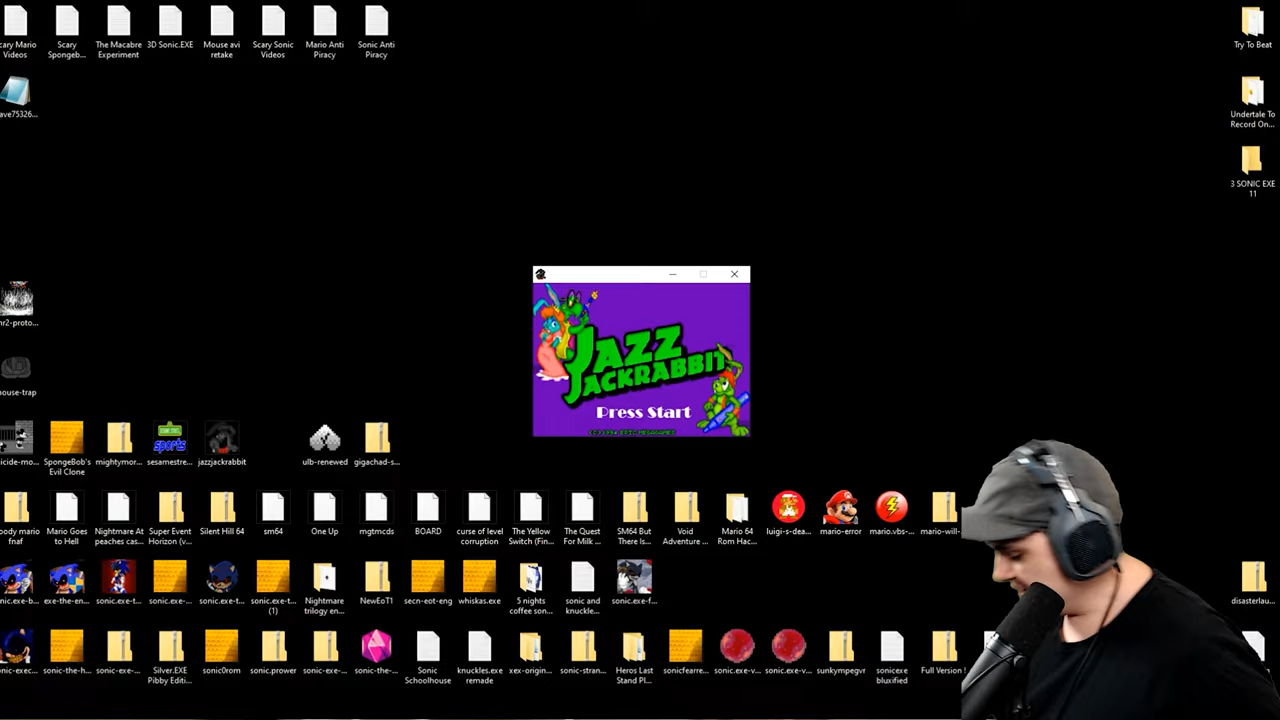 Scary
Spongeb...
The Macabre
Experiment
3D Sonic.EXE
Mouse avi
retake
Scary Sonic
Videos
Mario Anti
Piracy
Sonic Anti
Piracy
Try To Beat
Videos
Undertale To
Record On...
3 SONIC EXE
11
JAZZ
JACKRABBIT
Press Start
SpongeBob's
Evil Clone
mightymor...
sesamestre...
jazzjackrabbit
ulb-renewed
gigachad-s...
Mario Goes
to Hell
Nightmare At
peaches cas...
Super Event
Horizon (v...
Silent Hill 64
sm64
One Up
mgtmcds
BOARD
curse of level
corruption
The Yellow
Switch (Fin...
The Quest
For Milk ...
SM64 But
There Is...
Void
Adventure ...
Mario 64
Rom Hac...
luigi-s-dea...
mario-error
mario.vbs-...
mario-will-
exe-the-en...
sonic.exe-t...
sonic.exe-...
sonic.exe-t...
sonic.exe-t...
(1)
Nightmare
trilogy en...
NewEoT1
secn-eot-eng
whiskas.exe
5 nights
coffee son...
sonic and
knuckle...
sonic.exe-f...
disasterlau...
sonic-the-h...
sonic-exe-...
Silver.EXE
Pibby Editi...
sonic0rom
sonic.prower
sonic-exe-...
sonic-the-...
Sonic
Schoolhouse
knuckles.exe
remade
xex-origin...
sonic-stran...
Heros Last
Stand Pl...
sonicfearre...
sonic.exe-v...
sonic.exe-v...
sunkympegvr
sonicexe
bluxified
Full Version !